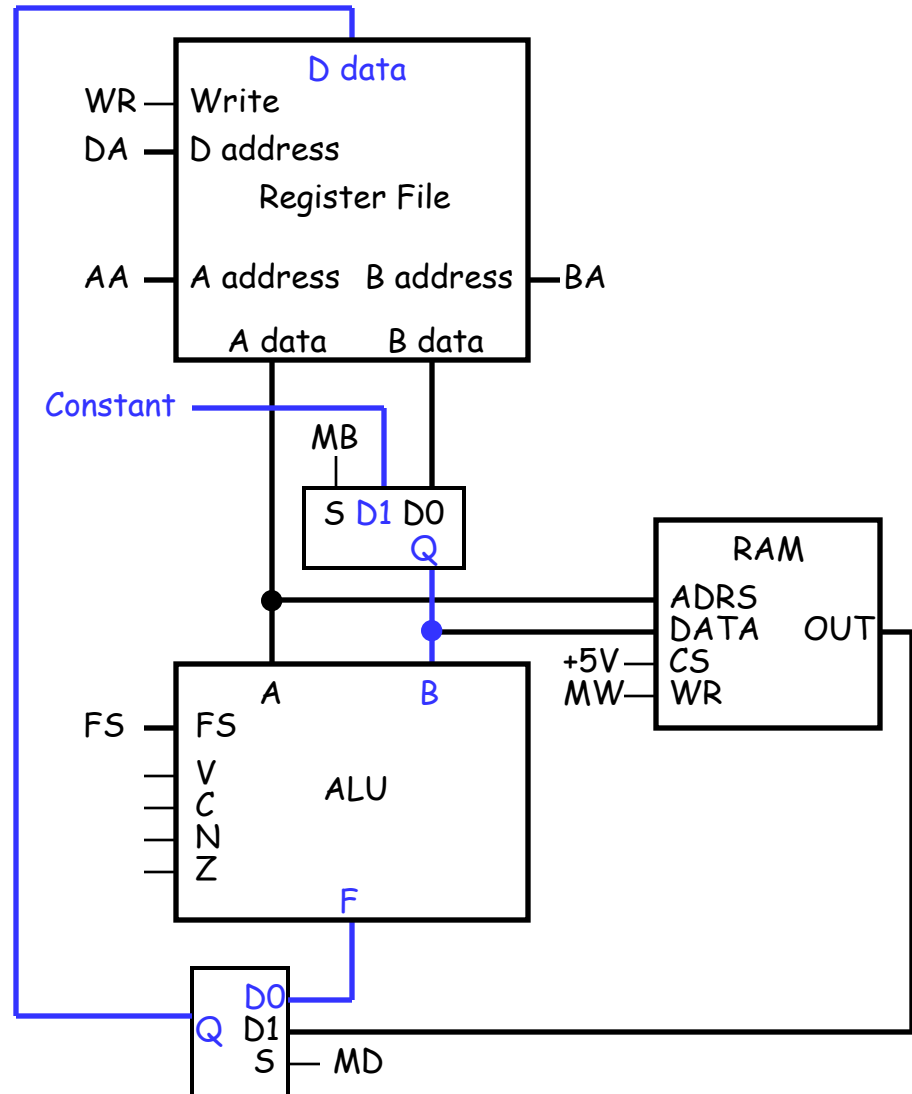 D data
WR Write
DA D address
Register File
AA A address B address BA
A data B data
Constant
MB
S D1 D0
Q
RAM
ADRS
DATA OUT
+5V CS
MW WR
A B
FS FS
V
ALU
C
N
Z
F
D0
Q D1
S MD